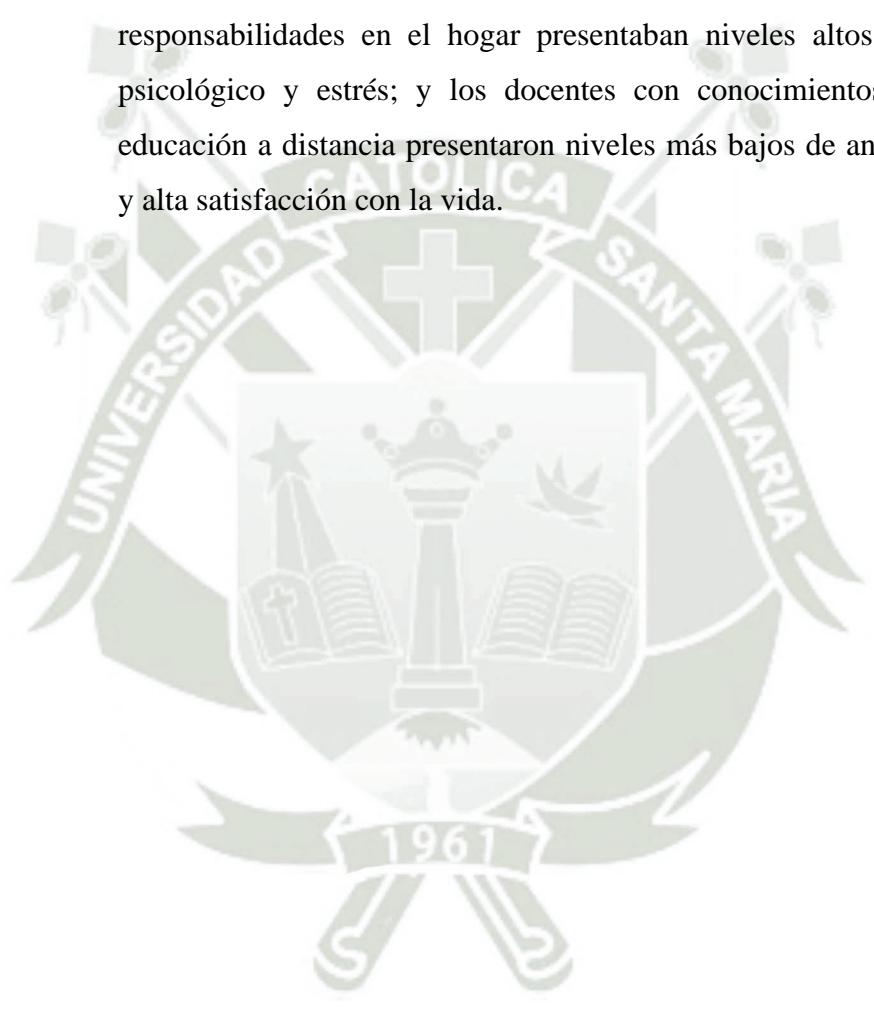 responsabilidades en el hogar presentaban niveles altos
psicológico y estrés; y los docentes con conocimientos
educación a distancia presentaron niveles más bajos de an
y alta satisfacción con la vida.
UNIVERSIDAD CATOLICA SANTA MARIA
1961